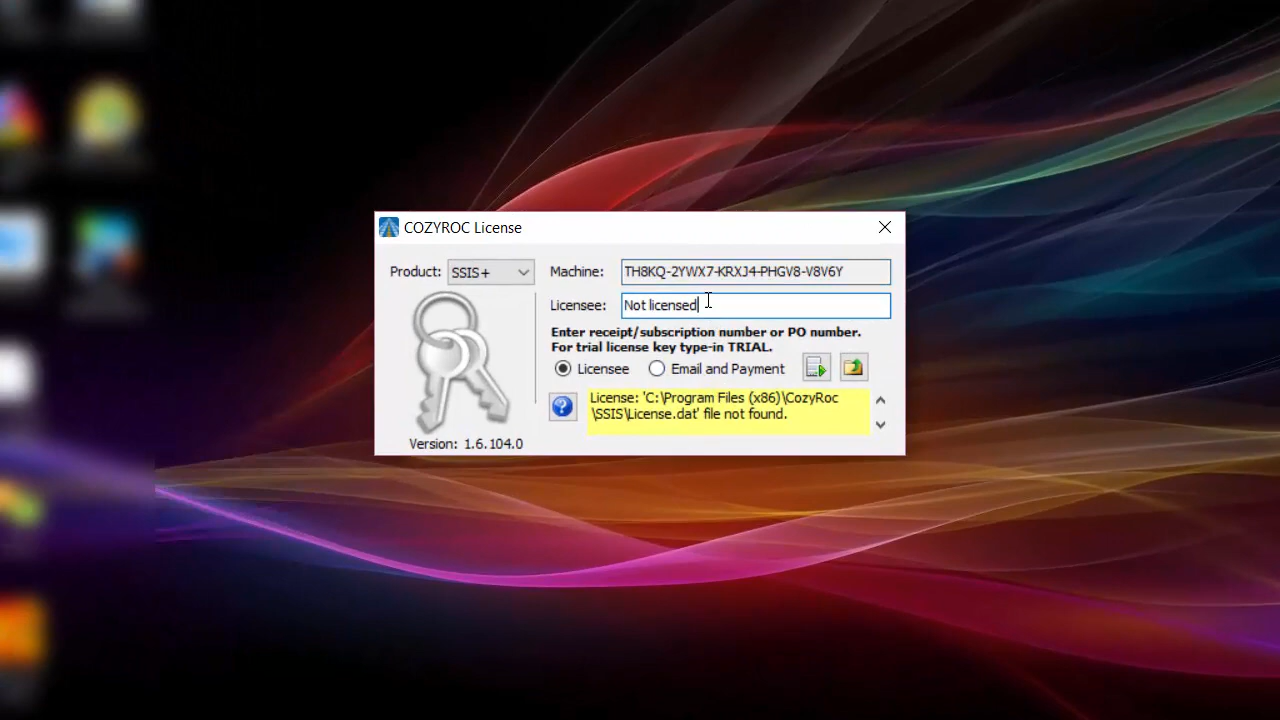 COZYROC License
Product: SSIS+
Machine: TH8KQ-2YWX7-KRXJ4-PHGV8-V8V6Y
Licensee: Not licensed
Enter receipt/subscription number or PO number.
For trial license key type-in TRIAL.
Licensee Email and Payment
License: 'C:\Program Files (x86)\CozyRoc
\SSIS\License.dat' file not found.
Version: 1.6.104.0